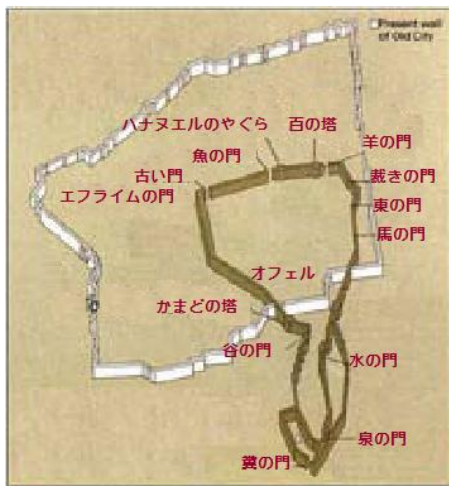 Present wall
of Old City
ハナヌエルのやぐら
百の塔
羊の門
魚の門
古い門
裁きの門
エフライムの門
東の門
馬の門
オフェル
かまどの塔
谷の門
水の門
泉の門
糞の門